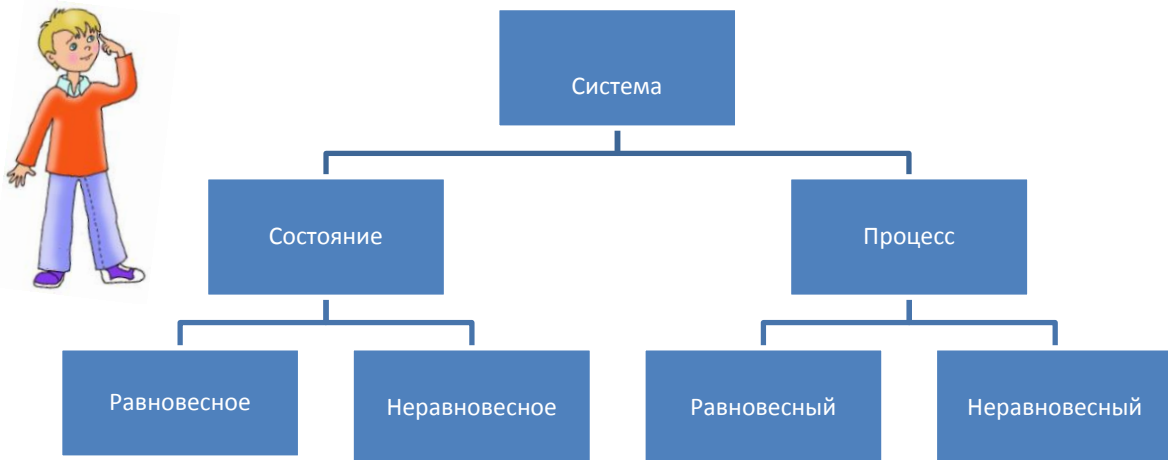 Система
Состояние
Процесс
Равновесное
Неравновесное
Равновесный
Неравновесный